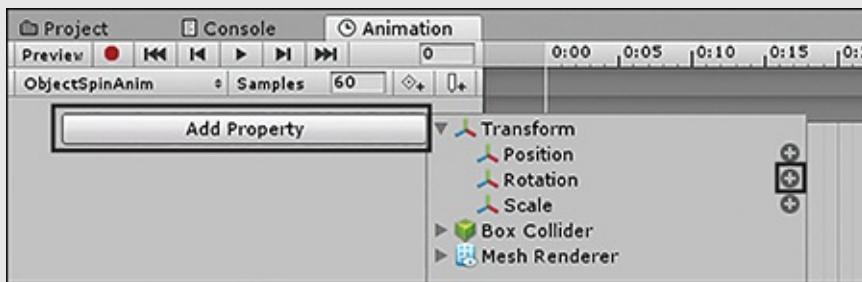 Project Console Animation
Preview 0 0:00 0:05 0:10 0:15
ObjectSpinAnim Samples 60
Add Property
Transform
Position
Rotation
Scale
Box Collider
Mesh Renderer